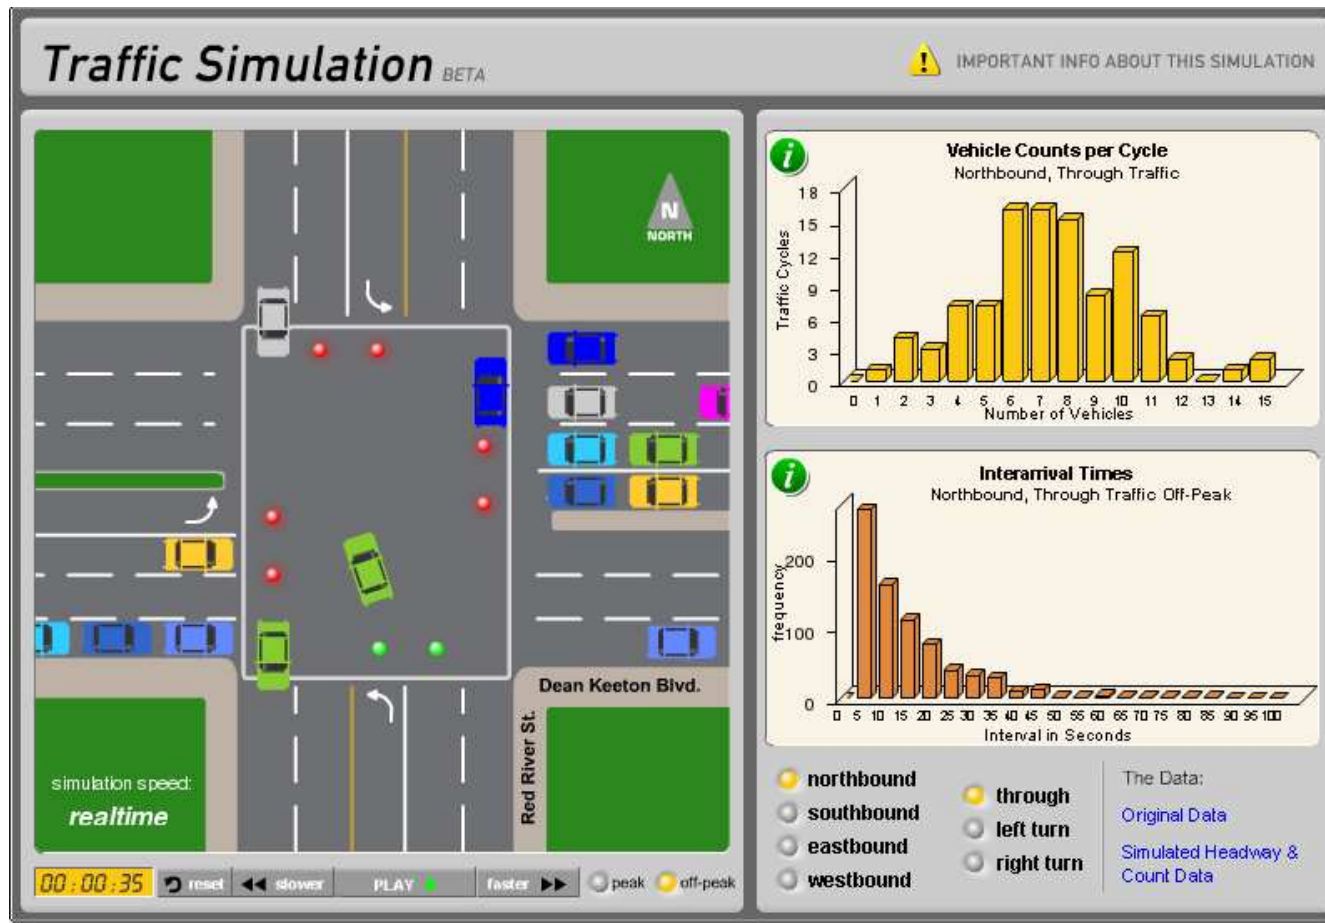 Traffic Simulation BETA
IMPORTANT INFO ABOUT THIS SIMULATION
N
NORTH
Dean Keeton Blvd.
Red River St.
simulation speed:
realtime
00:00:35 reset slower PLAY faster peak off-peak
Vehicle Counts per Cycle
Northbound, Through Traffic
Traffic Cycles
18
15
12
9
6
3
0
0 1 2 3 4 5 6 7 8 9 10 11 12 13 14 15
Number of Vehicles
Interarrival Times
Northbound, Through Traffic Off-Peak
frequency
200
100
0
0 5 10 15 20 25 30 35 40 45 50 55 60 65 70 75 80 85 90 95 100
Interval in Seconds
northbound
southbound
eastbound
westbound
through
left turn
right turn
The Data:
Original Data
Simulated Headway &
Count Data